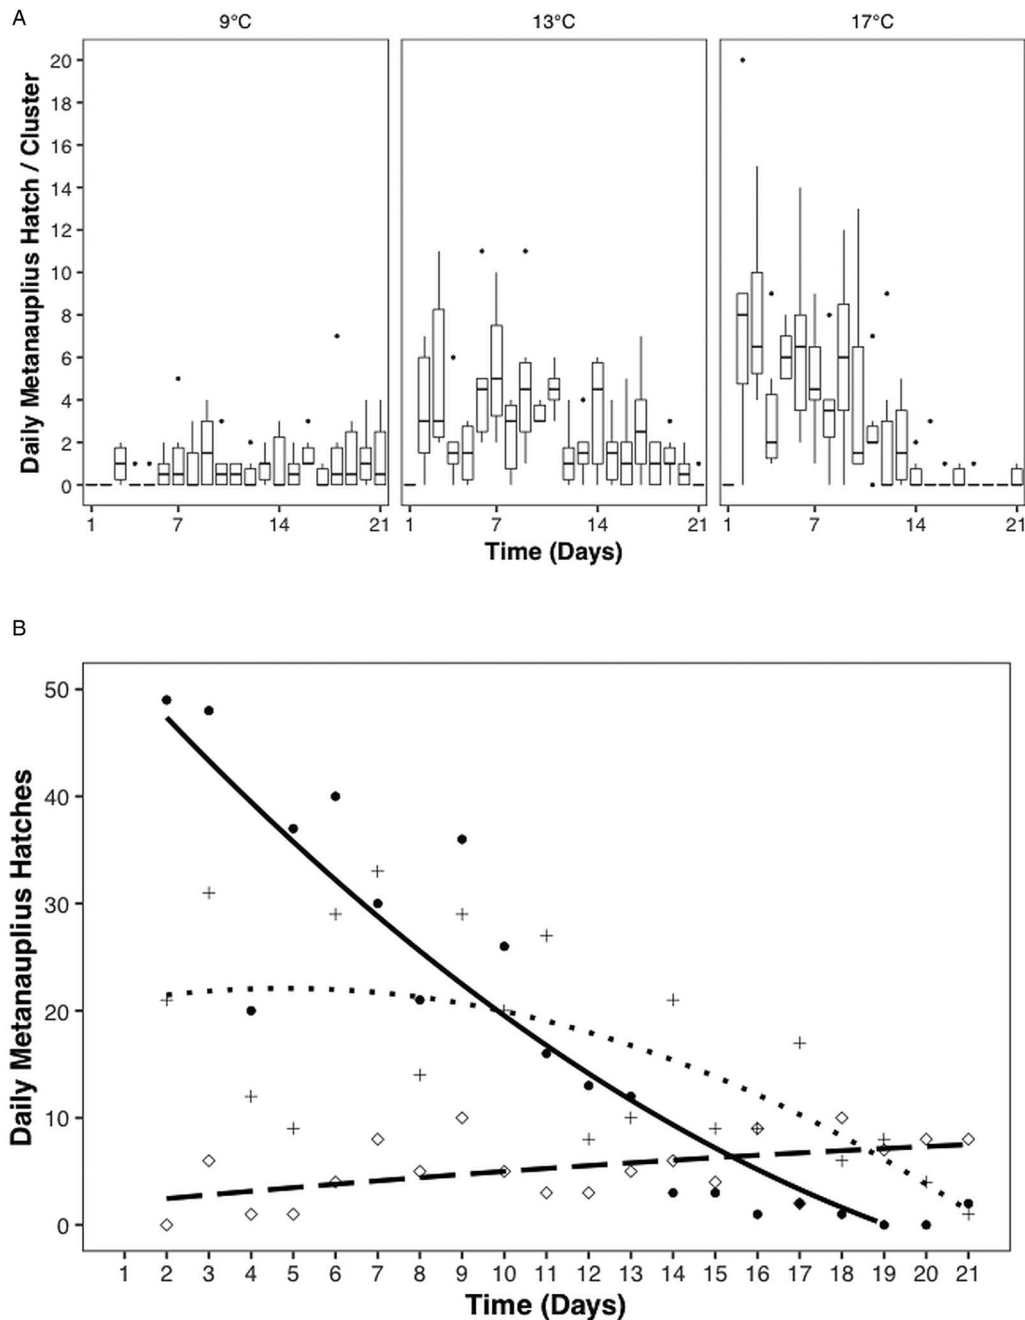 A
9°C 13°C 17°C
Daily Metanauplius Hatch / Cluster
20
18
16
14
12
10
8
6
4
2
0
1 7 14 21 1 7 14 21 1 7 14 21
Time (Days)
B
Daily Metanauplius Hatches
50
40
30
20
10
0
1 2 3 4 5 6 7 8 9 10 11 12 13 14 15 16 17 18 19 20 21
Time (Days)